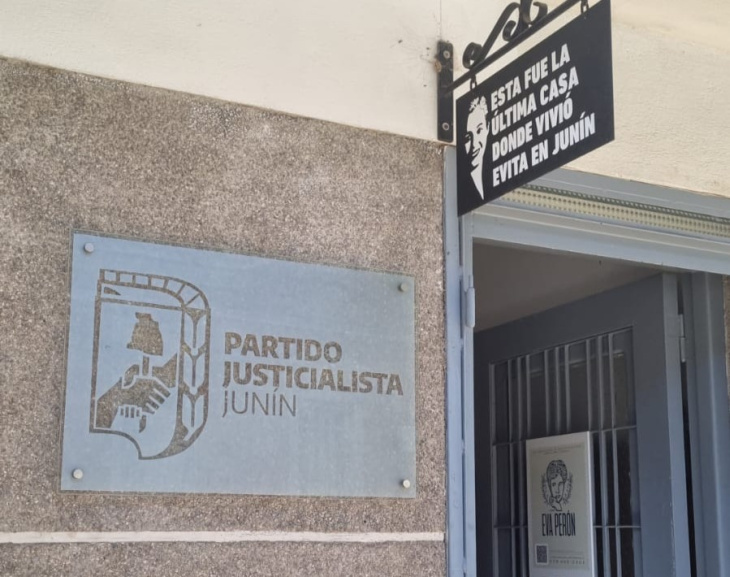 ESTA FUE LA
ÚLTIMA CASA
DONDE VIVIÓ
EVITA EN JUNÍN
PARTIDO
JUSTICIALISTA
JUNÍN
EVA PERÓN